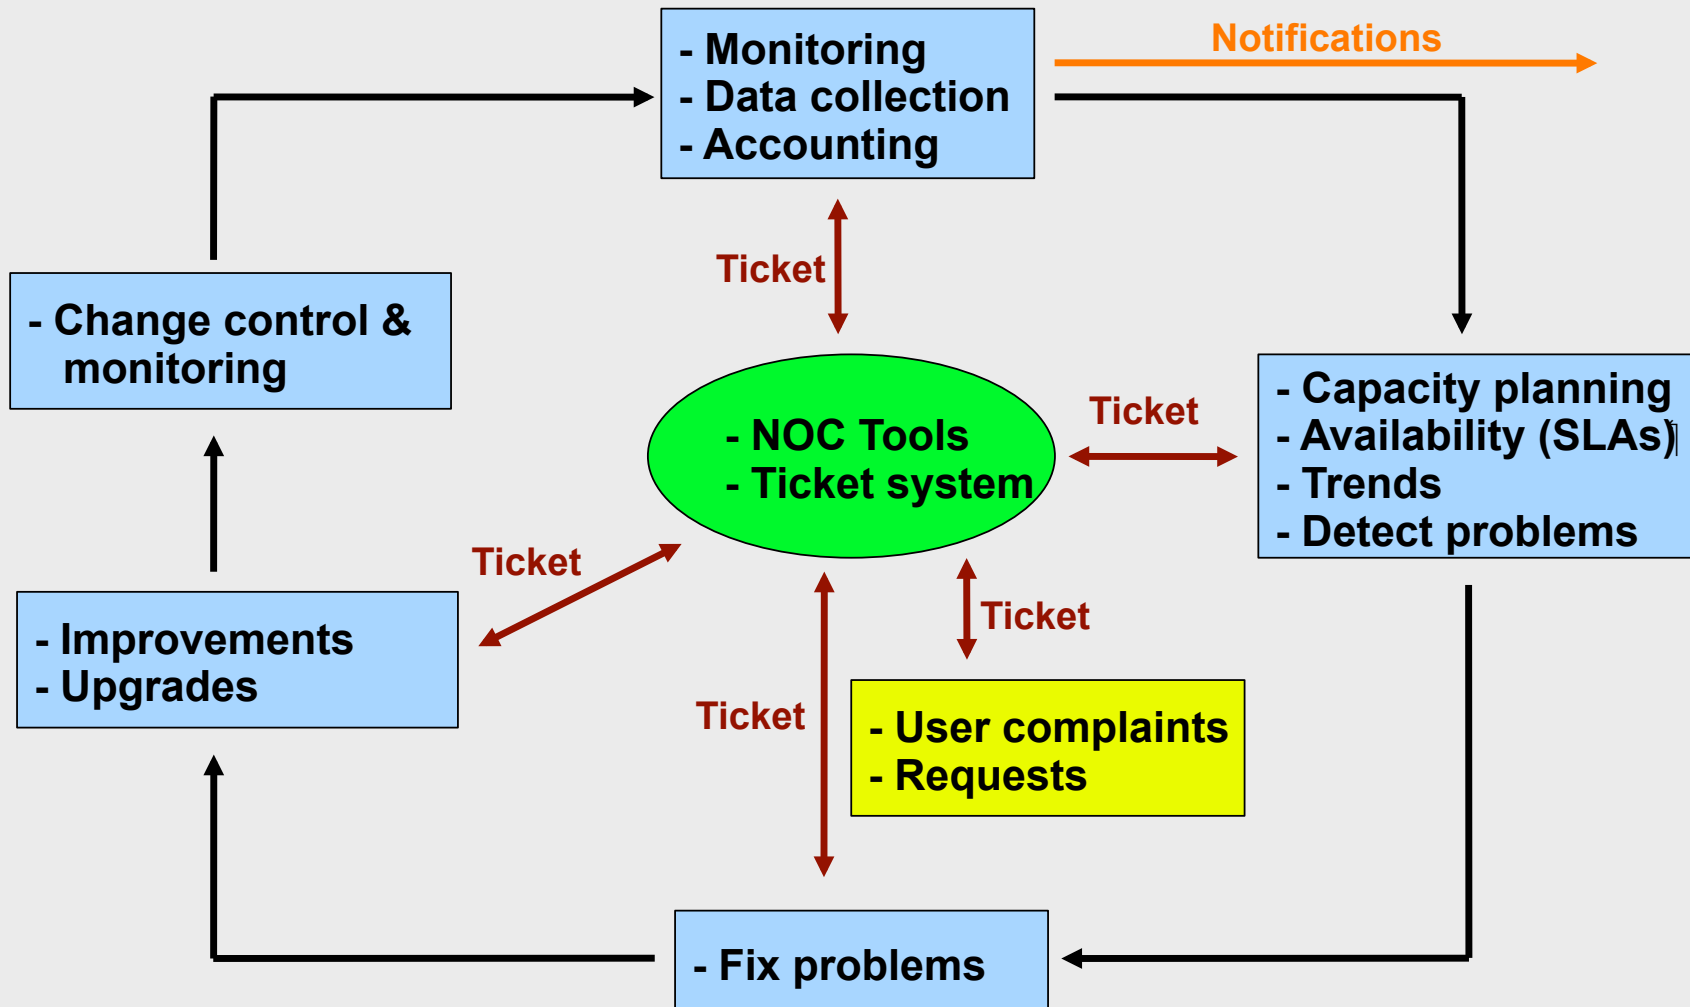 - Monitoring
- Data collection
- Accounting
Notifications
Ticket
- Change control &
monitoring
- NOC Tools
- Ticket system
Ticket
- Capacity planning
- Availability (SLAs)
- Trends
- Detect problems
Ticket
- Improvements
- Upgrades
Ticket
Ticket
- User complaints
- Requests
- Fix problems